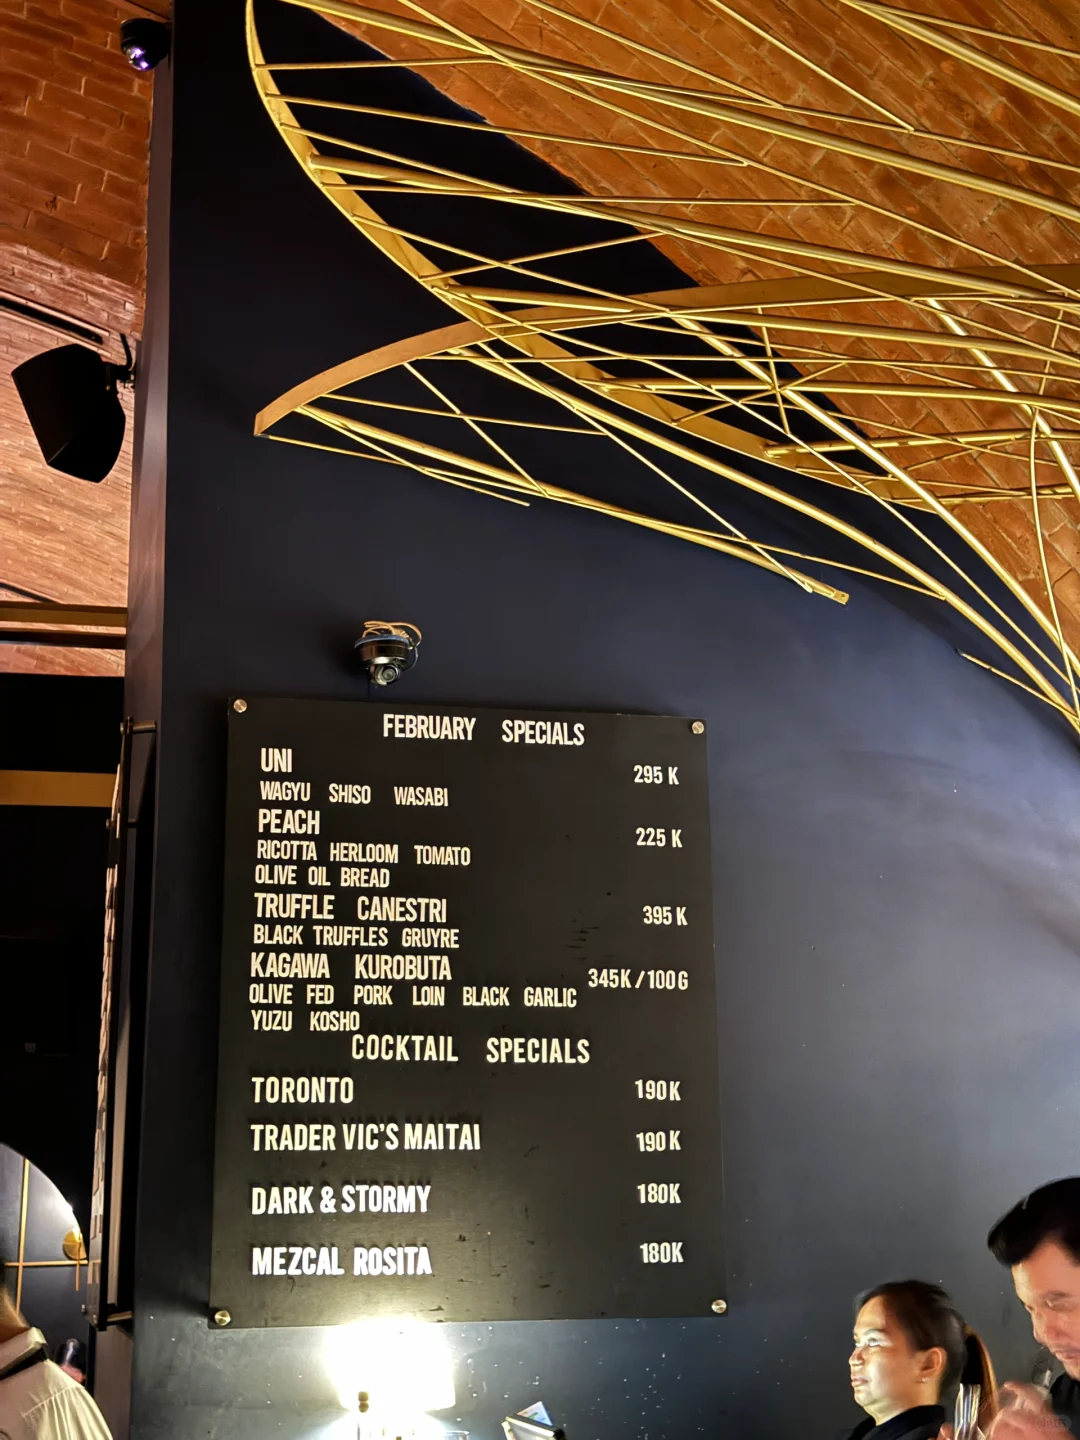 FEBRUARY SPECIALS
UNI
295 K
WAGYU SHISO WASABI
PEACH
225 K
RICOTTA HERLOOM TOMATO
OLIVE OIL BREAD
TRUFFLE CANESTRI
395 K
BLACK TRUFFLES GRUYRE
KAGAWA KUROBUTA
345K/100G
OLIVE FED PORK LOIN BLACK GARLIC
YUZU KOSHO
COCKTAIL SPECIALS
TORONTO 190K
TRADER VIC'S MAITAI 190K
DARK & STORMY 180K
MEZCAL ROSITA 180K